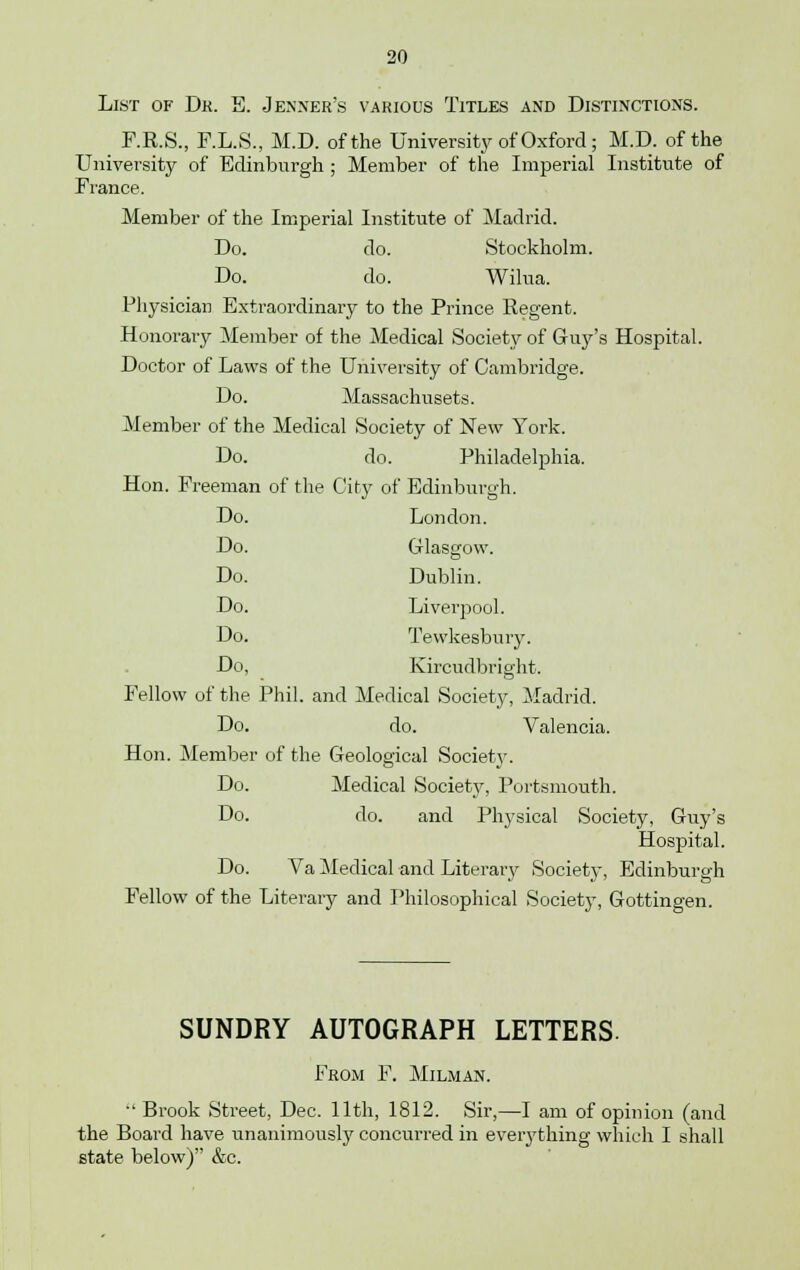 20
List of Dr. E. Jenner's various Titles and Distinctions.
F.R.S., F.L.S., M.D. of the University of Oxford; M.D. of the
University of Edinburgh ; Member of the Imperial Institute of
France.
Member of the Imperial Institute of Madrid.
Do. do. Stockholm.
Do. do. Wilua.
Physician Extraordinary to the Prince Regent.
Honorary Member of the Medical Society of Guy's Hospital.
Doctor of Laws of the University of Cambridge.
Do. Massachusets.
Member of the Medical Society of New York.
Do. do. Philadelphia.
Hon. Freeman of the City of Edinburgh.
Do. London.
Do. Glasgow.
Do. Dublin.
Do. Liverpool.
Do. Tewkesbury.
Do, Kircudbright.
Fellow of the Phil. and Medical Society, Madrid.
Do. do. Valencia.
Hon. Member of the Geological Society.
Do. Medical Society, Portsmouth.
Do. do. and Physical Society, Guy's
Hospital.
Do. Va Medical and Literary Society, Edinburgh
Fellow of the Literary and Philosophical Society, Gottingen.
SUNDRY AUTOGRAPH LETTERS.
From F. Milman.
"Brook Street, Dec. 11th, 1812. Sir,—I am of opinion (and
the Board have unanimously concurred in everything which I shall
state below)" &c.